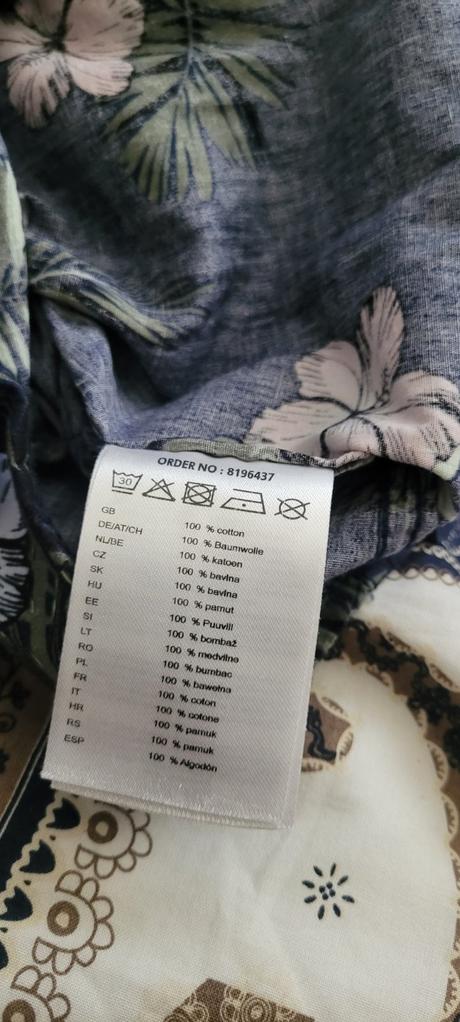 ORDER NO : 8196437
30
GB 100 % cotton
DE/AT/CH 100 % Baumwolle
NL/BE 100 % katoen
CZ 100 % bavlna
SK 100 % bavlna
HU 100 % pamut
EE 100 % Puuvill
SI 100 % bombaž
LT 100 % medvilna
RO 100 % bumbac
PL 100 % bawełna
FR 100 % coton
IT 100 % cotone
HR 100 % pamuk
RS 100 % pamuk
ESP 100 % Algodón